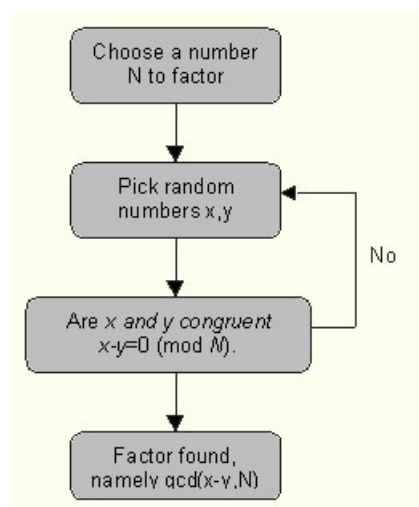 Choose a number
N to factor
Pick random
numbers x,y
No
Are x and y congruent
x-y=0 (mod N).
Factor found,
namely gcd(x-y,N)